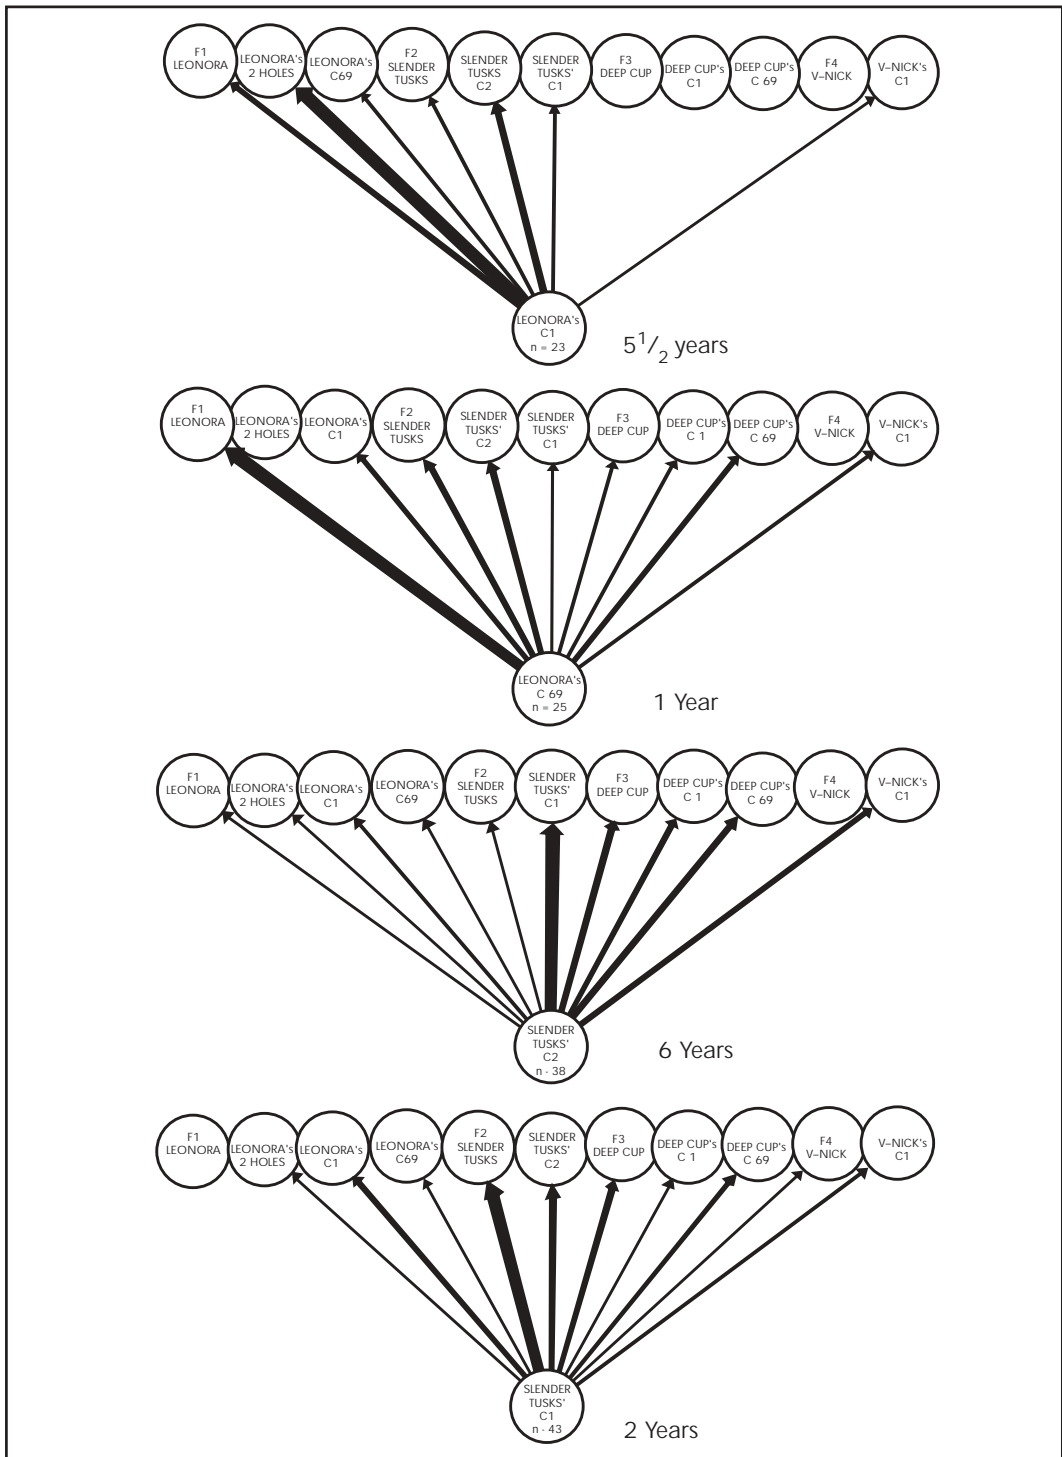 F1
LEONORA
LEONORA's
2 HOLES
LEONORA's
C69
F2
SLENDER
TUSKS
SLENDER
TUSKS
C2
SLENDER
TUSKS'
C1
F3
DEEP CUP
DEEP CUP's
C1
DEEP CUP's
C 69
F4
V–NICK
V–NICK's
C1
LEONORA's
C1
n = 23
5 1/2 years
F1
LEONORA
LEONORA's
2 HOLES
LEONORA's
C1
F2
SLENDER
TUSKS
SLENDER
TUSKS'
C2
SLENDER
TUSKS'
C1
F3
DEEP CUP
DEEP CUP's
C 1
DEEP CUP's
C 69
F4
V–NICK
V–NICK's
C1
LEONORA's
C 69
n = 25
1 Year
F1
LEONORA
LEONORA's
2 HOLES
LEONORA's
C1
LEONORA's
C69
F2
SLENDER
TUSKS
SLENDER
TUSKS'
C1
F3
DEEP CUP
DEEP CUP's
C 1
DEEP CUP's
C 69
F4
V–NICK
V–NICK's
C1
SLENDER
TUSKS'
C2
n - 38
6 Years
F1
LEONORA
LEONORA's
2 HOLES
LEONORA's
C1
LEONORA's
C69
F2
SLENDER
TUSKS
SLENDER
TUSKS'
C2
F3
DEEP CUP
DEEP CUP's
C 1
DEEP CUP's
C 69
F4
V–NICK
V–NICK's
C1
SLENDER
TUSKS'
C1
n - 43
2 Years